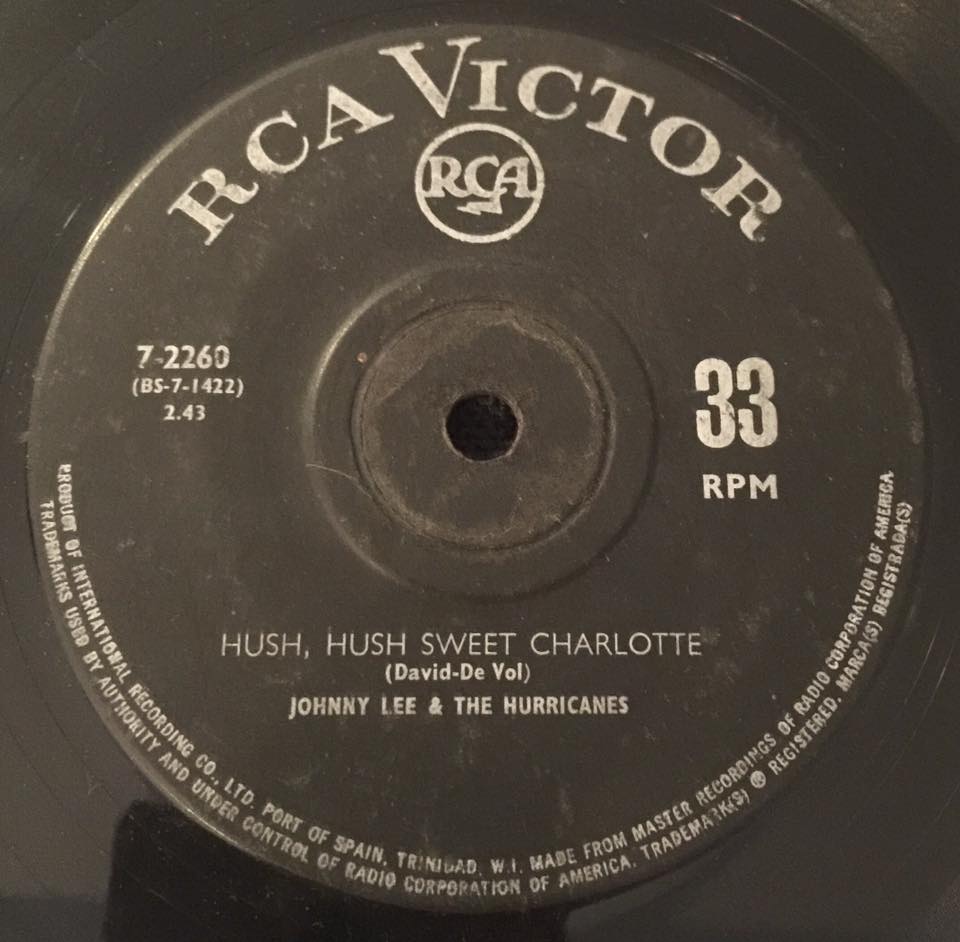 RCA VICTOR
RCA
7-2260
(BS-7-1422)
2.43
33
RPM
HUSH, HUSH SWEET CHARLOTTE
(David-De Vol)
JOHNNY LEE & THE HURRICANES
PRODUCT OF INTERNATIONAL RECORDING CO., LTD. PORT OF SPAIN, TRINIDAD, W.I. MADE FROM MASTER RECORDINGS OF RADIO CORPORATION OF AMERICA
TRADEMARKS USED BY AUTHORITY AND UNDER CONTROL OF RADIO CORPORATION OF AMERICA. TRADEMARK(S) ® REGISTERED. MARCA(S) REGISTRADA(S)